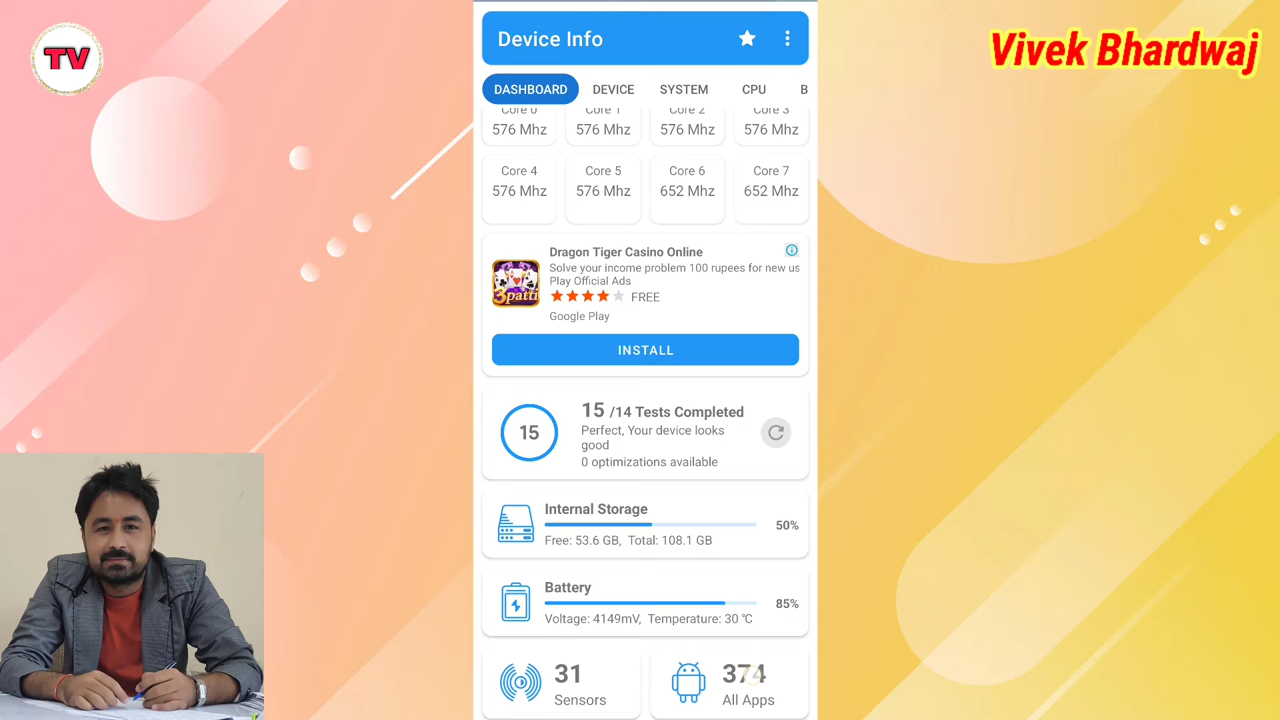 TV
Vivek Bhardwaj
Device Info
DASHBOARD DEVICE SYSTEM CPU B
Core 0 Core 1 Core 2 Core 3
576 Mhz 576 Mhz 576 Mhz 576 Mhz
Core 4 Core 5 Core 6 Core 7
576 Mhz 576 Mhz 652 Mhz 652 Mhz
Dragon Tiger Casino Online
Solve your income problem 100 rupees for new us
Play Official Ads
3patti
FREE
Google Play
INSTALL
15
15 /14 Tests Completed
Perfect, Your device looks
good
0 optimizations available
Internal Storage
50%
Free: 53.6 GB, Total: 108.1 GB
Battery
85%
Voltage: 4149mV, Temperature: 30 °C
31
Sensors
374
All Apps